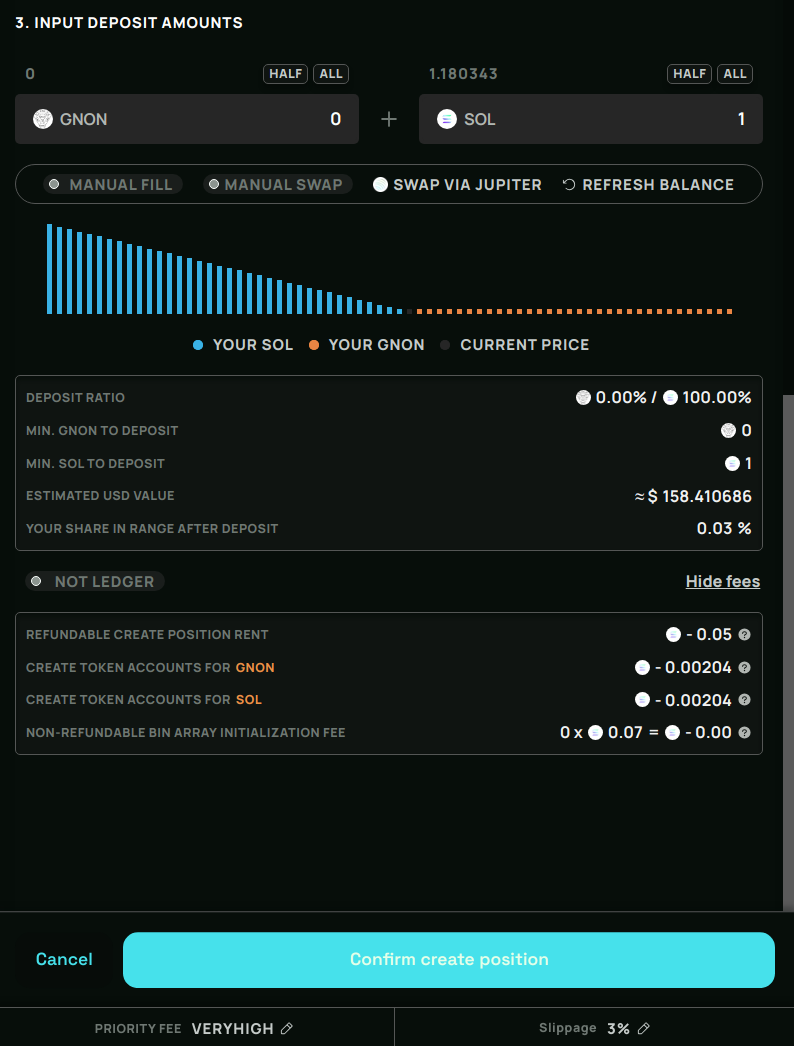 3. INPUT DEPOSIT AMOUNTS
0 HALF ALL 1.180343 HALF ALL
GNON 0 + SOL 1
MANUAL FILL MANUAL SWAP SWAP VIA JUPITER REFRESH BALANCE
YOUR SOL YOUR GNON CURRENT PRICE
DEPOSIT RATIO 0.00% / 100.00%
MIN. GNON TO DEPOSIT 0
MIN. SOL TO DEPOSIT 1
ESTIMATED USD VALUE ≈ $ 158.410686
YOUR SHARE IN RANGE AFTER DEPOSIT 0.03 %
NOT LEDGER Hide fees
REFUNDABLE CREATE POSITION RENT - 0.05 ?
CREATE TOKEN ACCOUNTS FOR GNON - 0.00204 ?
CREATE TOKEN ACCOUNTS FOR SOL - 0.00204 ?
NON-REFUNDABLE BIN ARRAY INITIALIZATION FEE 0 x 0.07 = - 0.00 ?
Cancel Confirm create position
PRIORITY FEE VERYHIGH Slippage 3%